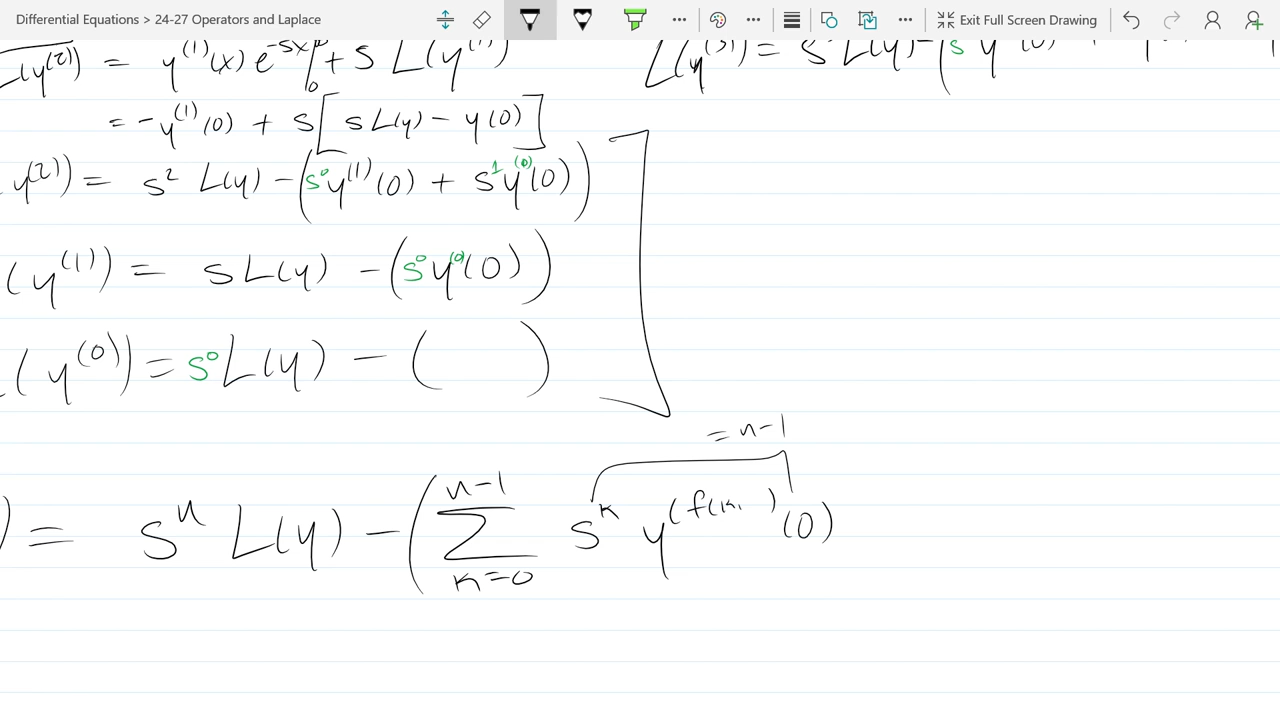 Differential Equations > 24-27 Operators and Laplace
Exit Full Screen Drawing
L(y^(2)) = y^(1)(x) e^-sx |_0 + s L(y^(1))
= -y^(1)(0) + s[ sL(y) - y(0) ]
y^(2)) = s^2 L(y) - (s^0 y^(1)(0) + s^1 y^(0)(0))
(y^(1)) = sL(y) - (s^0 y^(0)(0))
(y^(0)) = s^0 L(y) - ( )
= n-1
) = s^n L(y) - ( ∑_{k=0}^{n-1} s^k y^(f(k, )(0)